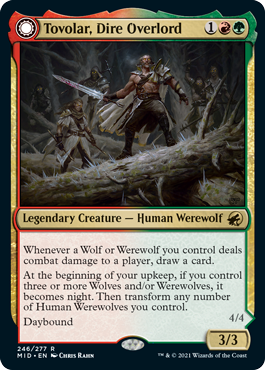 Tovolar, Dire Overlord 1
Legendary Creature — Human Werewolf
Whenever a Wolf or Werewolf you control deals
combat damage to a player, draw a card.
At the beginning of your upkeep, if you control
three or more Wolves and/or Werewolves, it
becomes night. Then transform any number
of Human Werewolves you control.
4/4
Daybound
3/3
246/277 R
MID • EN CHRIS RAHN ™ & © 2021 Wizards of the Coast